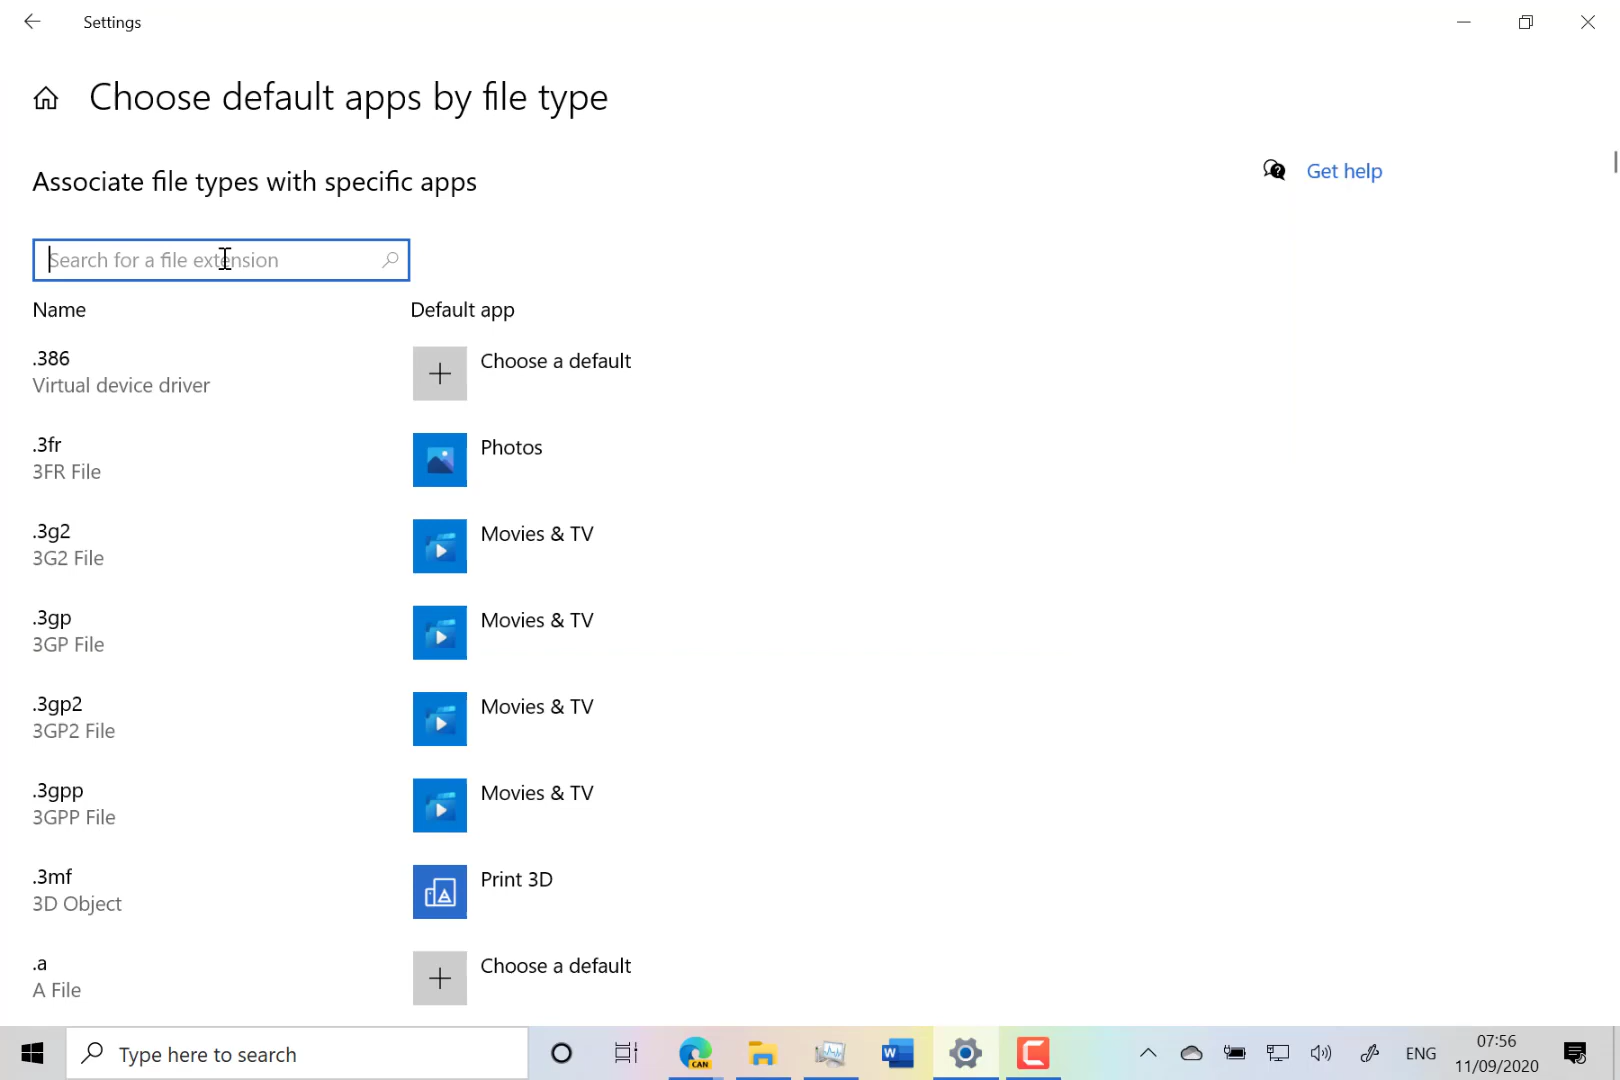 Settings
Choose default apps by file type
Associate file types with specific apps
Get help
Search for a file extension
Name Default app
.386 Choose a default
Virtual device driver
.3fr Photos
3FR File
.3g2 Movies & TV
3G2 File
.3gp Movies & TV
3GP File
.3gp2 Movies & TV
3GP2 File
.3gpp Movies & TV
3GPP File
.3mf Print 3D
3D Object
.a Choose a default
A File
Type here to search
CAN
W
C
ENG
07:56
11/09/2020